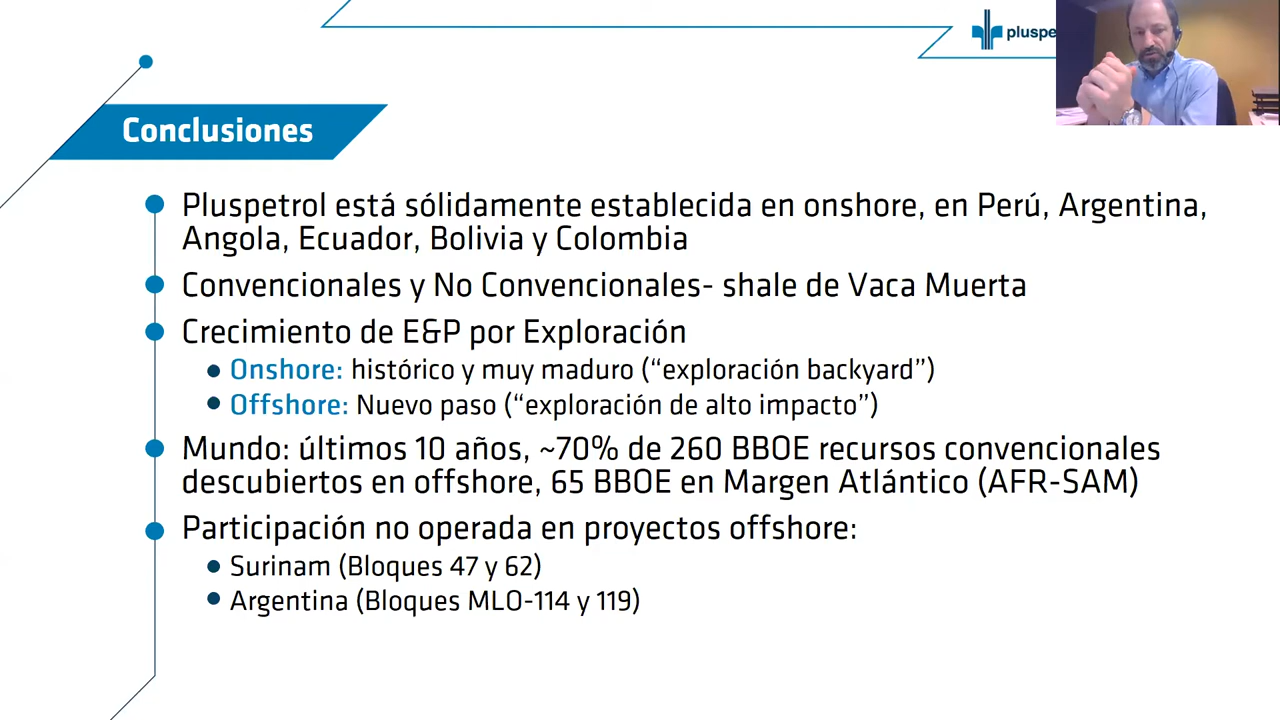 pluspe
Conclusiones
Pluspetrol está sólidamente establecida en onshore, en Perú, Argentina,
Angola, Ecuador, Bolivia y Colombia
Convencionales y No Convencionales- shale de Vaca Muerta
Crecimiento de E&P por Exploración
Onshore: histórico y muy maduro (“exploración backyard”)
Offshore: Nuevo paso (“exploración de alto impacto”)
Mundo: últimos 10 años, ~70% de 260 BBOE recursos convencionales
descubiertos en offshore, 65 BBOE en Margen Atlántico (AFR-SAM)
Participación no operada en proyectos offshore:
Surinam (Bloques 47 y 62)
Argentina (Bloques MLO-114 y 119)